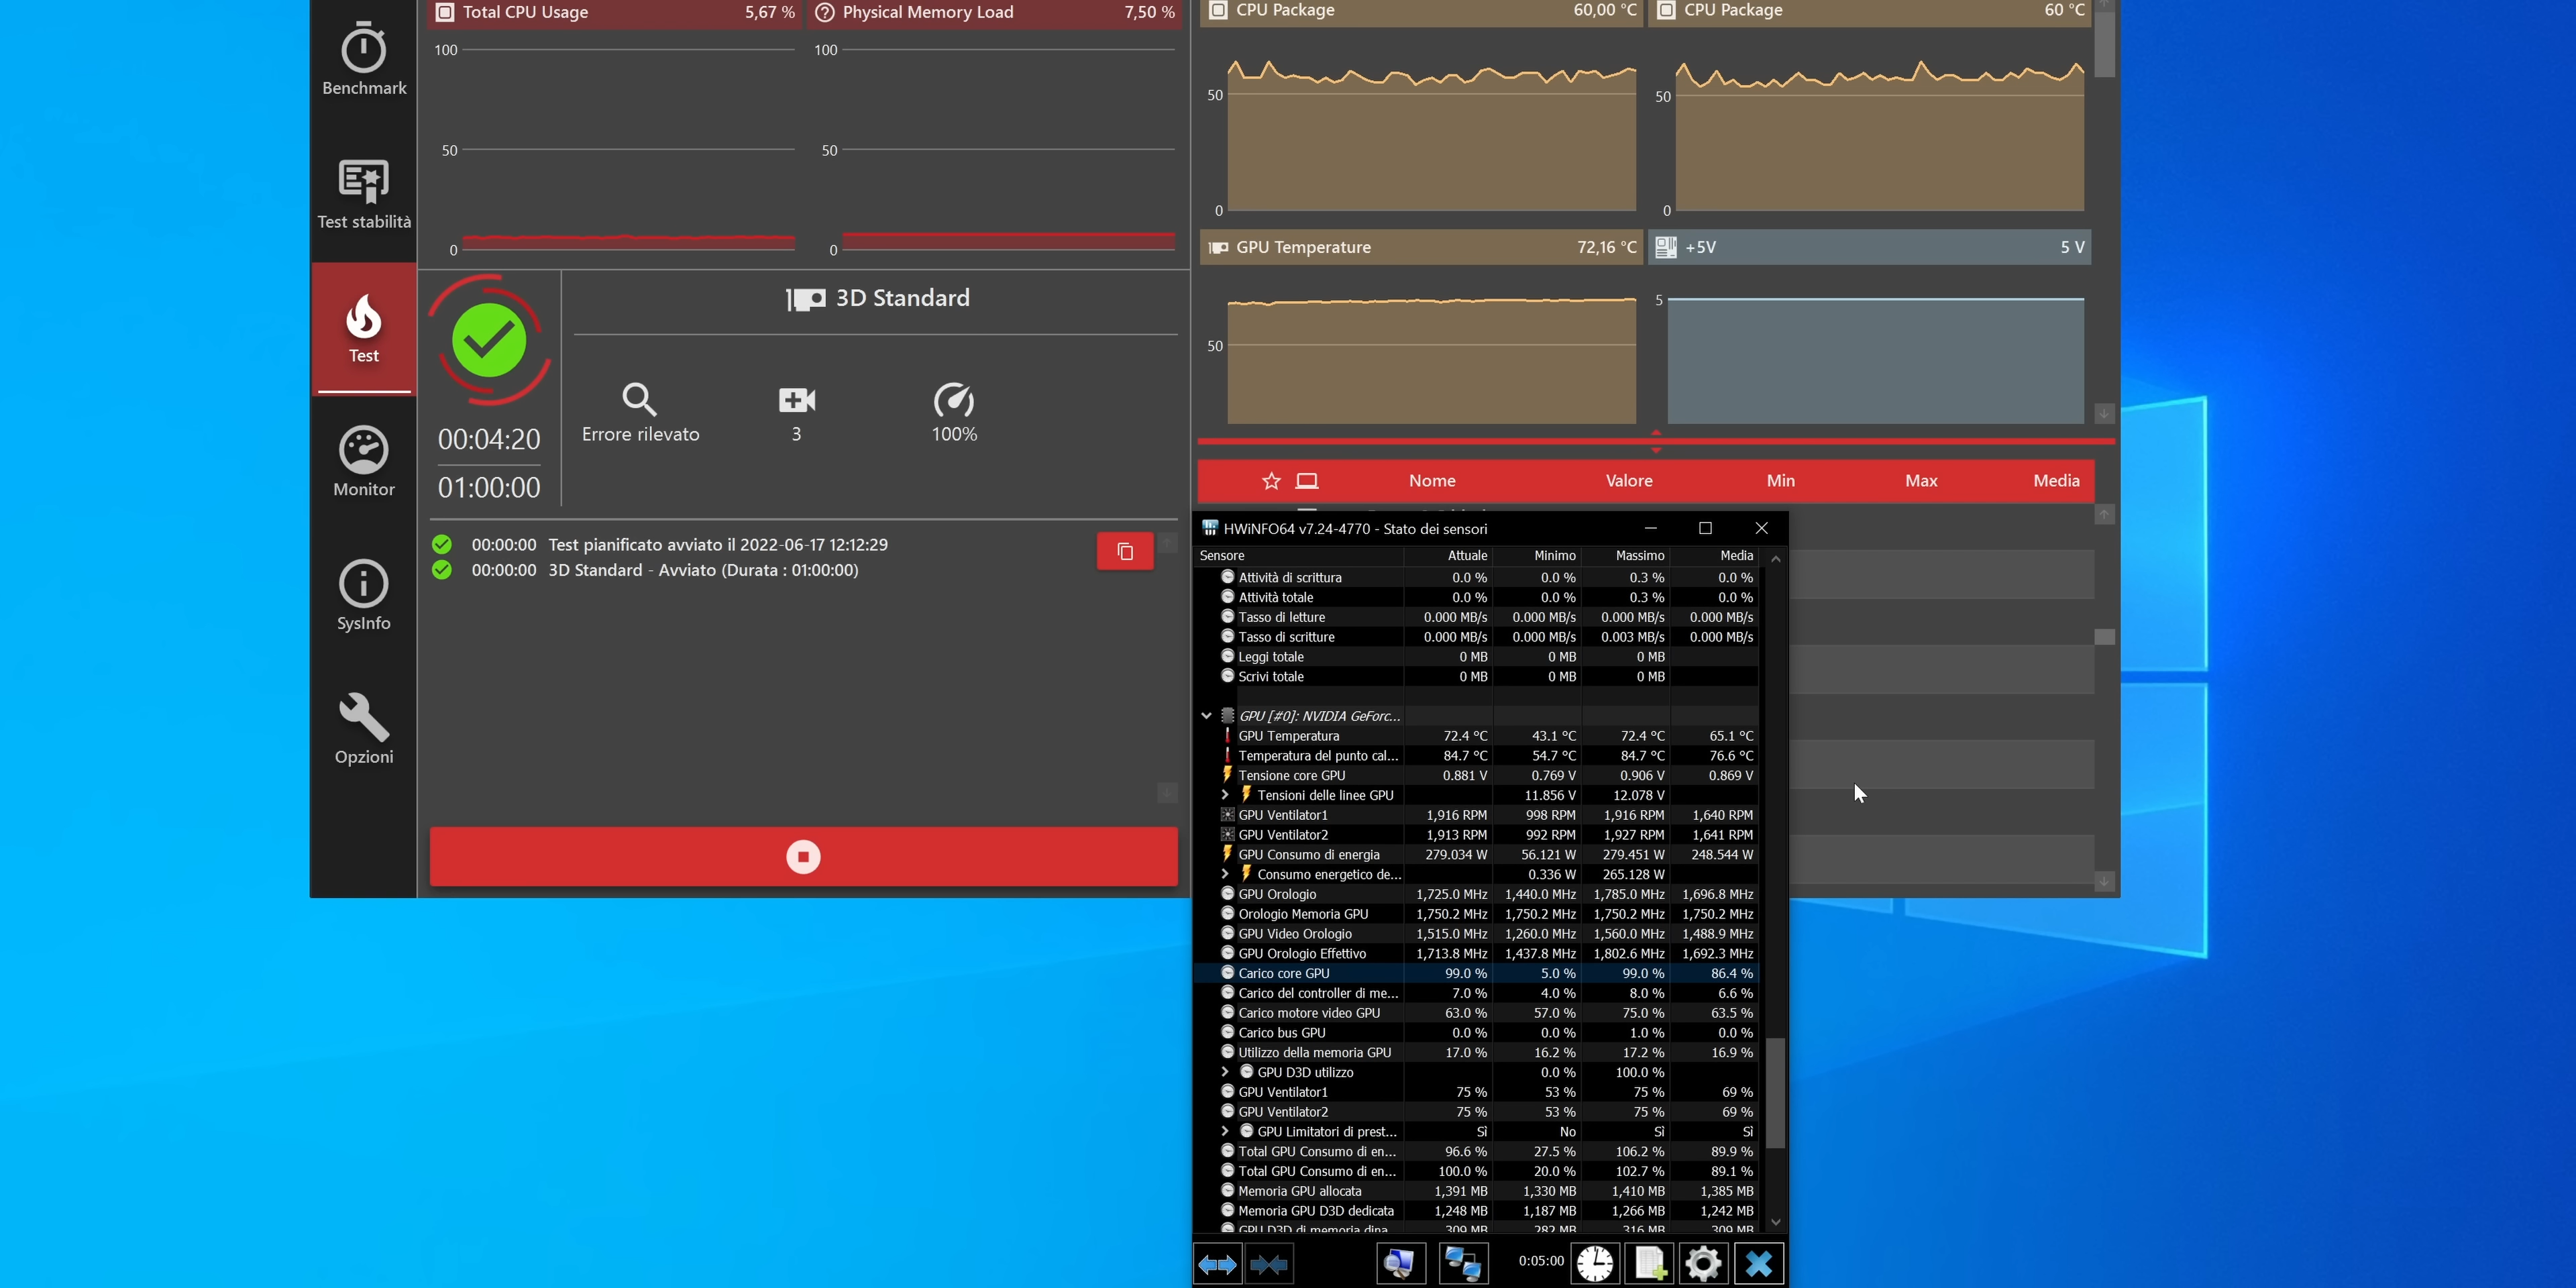 Total CPU Usage 5,67 %
Physical Memory Load 7,50 %
100
50
0
100
50
0
CPU Package 60,00 °C
CPU Package 60 °C
50
0
50
0
GPU Temperature 72,16 °C
+5V 5 V
50
5
Benchmark
Test stabilità
Test
Monitor
SysInfo
Opzioni
3D Standard
Errore rilevato
3
100%
00:04:20
01:00:00
00:00:00 Test pianificato avviato il 2022-06-17 12:12:29
00:00:00 3D Standard - Avviato (Durata : 01:00:00)
Nome Valore Min Max Media
HWiNFO64 v7.24-4770 - Stato dei sensori
Sensore Attuale Minimo Massimo Media
Attività di scrittura 0.0 % 0.0 % 0.3 % 0.0 %
Attività totale 0.0 % 0.0 % 0.3 % 0.0 %
Tasso di letture 0.000 MB/s 0.000 MB/s 0.000 MB/s 0.000 MB/s
Tasso di scritture 0.000 MB/s 0.000 MB/s 0.003 MB/s 0.000 MB/s
Leggi totale 0 MB 0 MB 0 MB
Scrivi totale 0 MB 0 MB 0 MB
GPU [#0]: NVIDIA GeForc...
GPU Temperatura 72.4 °C 43.1 °C 72.4 °C 65.1 °C
Temperatura del punto cal... 84.7 °C 54.7 °C 84.7 °C 76.6 °C
Tensione core GPU 0.881 V 0.769 V 0.906 V 0.869 V
Tensioni delle linee GPU 11.856 V 12.078 V
GPU Ventilator1 1,916 RPM 998 RPM 1,916 RPM 1,640 RPM
GPU Ventilator2 1,913 RPM 992 RPM 1,927 RPM 1,641 RPM
GPU Consumo di energia 279.034 W 56.121 W 279.451 W 248.544 W
Consumo energetico de... 0.336 W 265.128 W
GPU Orologio 1,725.0 MHz 1,440.0 MHz 1,785.0 MHz 1,696.8 MHz
Orologio Memoria GPU 1,750.2 MHz 1,750.2 MHz 1,750.2 MHz 1,750.2 MHz
GPU Video Orologio 1,515.0 MHz 1,260.0 MHz 1,560.0 MHz 1,488.9 MHz
GPU Orologio Effettivo 1,713.8 MHz 1,437.8 MHz 1,802.6 MHz 1,692.3 MHz
Carico core GPU 99.0 % 5.0 % 99.0 % 86.4 %
Carico del controller di me... 7.0 % 4.0 % 8.0 % 6.6 %
Carico motore video GPU 63.0 % 57.0 % 75.0 % 63.5 %
Carico bus GPU 0.0 % 0.0 % 1.0 % 0.0 %
Utilizzo della memoria GPU 17.0 % 16.2 % 17.2 % 16.9 %
GPU D3D utilizzo 0.0 % 100.0 %
GPU Ventilator1 75 % 53 % 75 % 69 %
GPU Ventilator2 75 % 53 % 75 % 69 %
GPU Limitatori di prest... Sì No Sì Sì
Total GPU Consumo di en... 96.6 % 27.5 % 106.2 % 89.9 %
Total GPU Consumo di en... 100.0 % 20.0 % 102.7 % 89.1 %
Memoria GPU allocata 1,391 MB 1,330 MB 1,410 MB 1,385 MB
Memoria GPU D3D dedicata 1,248 MB 1,187 MB 1,266 MB 1,242 MB
GPU D3D di memoria dina... 309 MB 282 MB 316 MB 309 MB
0:05:00